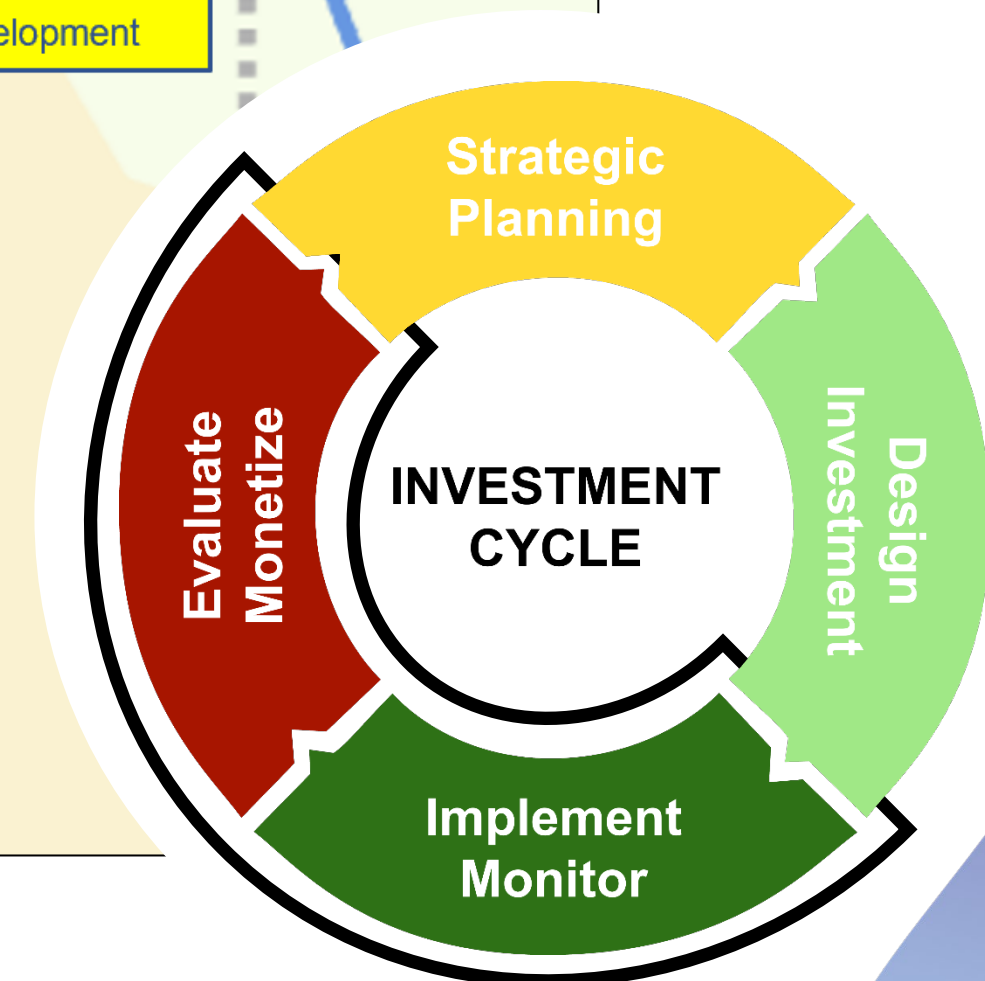 elopment
Strategic
Planning
Design
Investment
INVESTMENT
CYCLE
Evaluate
Monetize
Implement
Monitor